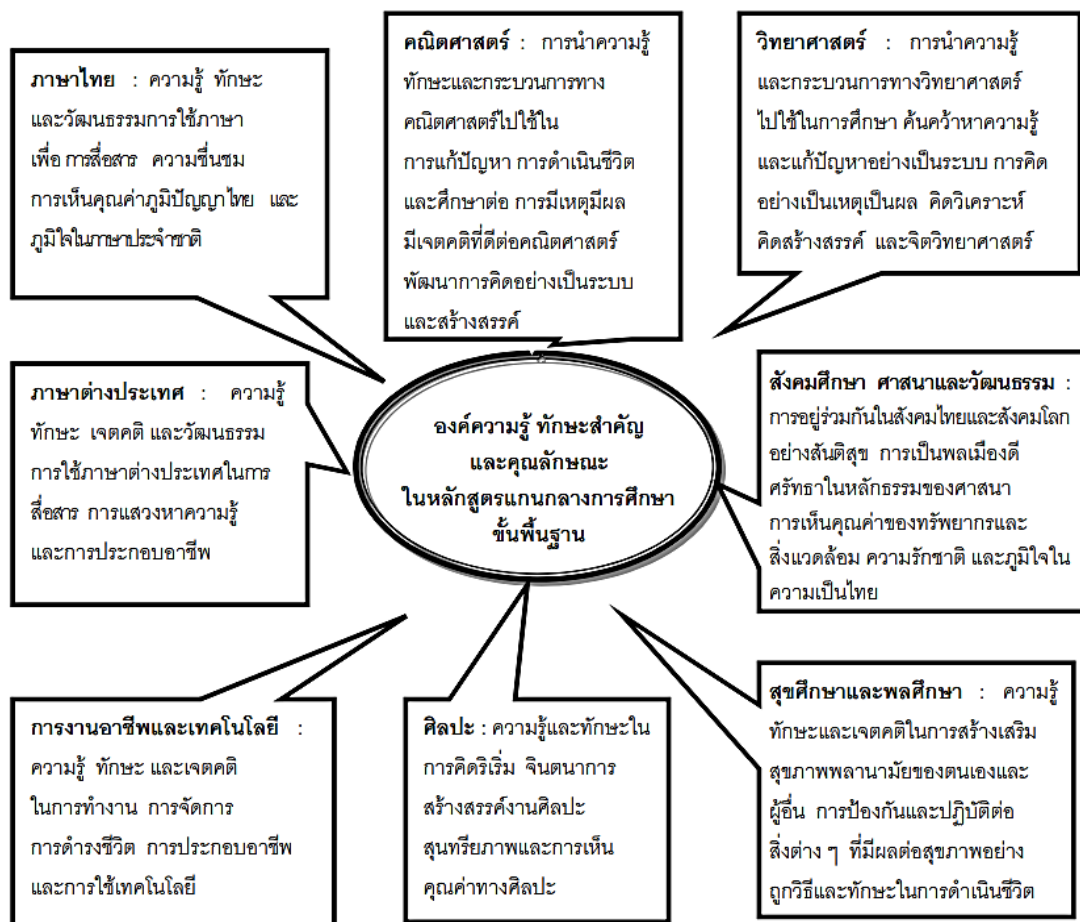 ภาษาไทย : ความรู้ ทักษะ
และวัฒนธรรมการใช้ภาษา
เพื่อ การสื่อสาร ความชื่นชม
การเห็นคุณค่าภูมิปัญญาไทย และ
ภูมิใจในภาษาประจำชาติ
คณิตศาสตร์ : การนำความรู้
ทักษะและกระบวนการทาง
คณิตศาสตร์ไปใช้ใน
การแก้ปัญหา การดำเนินชีวิต
และศึกษาต่อ การมีเหตุมีผล
มีเจตคติที่ดีต่อคณิตศาสตร์
พัฒนาการคิดอย่างเป็นระบบ
และสร้างสรรค์
วิทยาศาสตร์ : การนำความรู้
และกระบวนการทางวิทยาศาสตร์
ไปใช้ในการศึกษา ค้นคว้าหาความรู้
และแก้ปัญหาอย่างเป็นระบบ การคิด
อย่างเป็นเหตุเป็นผล คิดวิเคราะห์
คิดสร้างสรรค์ และจิตวิทยาศาสตร์
ภาษาต่างประเทศ : ความรู้
ทักษะ เจตคติ และวัฒนธรรม
การใช้ภาษาต่างประเทศในการ
สื่อสาร การแสวงหาความรู้
และการประกอบอาชีพ
องค์ความรู้ ทักษะสำคัญ
และคุณลักษณะ
ในหลักสูตรแกนกลางการศึกษา
ขั้นพื้นฐาน
สังคมศึกษา ศาสนาและวัฒนธรรม :
การอยู่ร่วมกันในสังคมไทยและสังคมโลก
อย่างสันติสุข การเป็นพลเมืองดี
ศรัทธาในหลักธรรมของศาสนา
การเห็นคุณค่าของทรัพยากรและ
สิ่งแวดล้อม ความรักชาติ และภูมิใจใน
ความเป็นไทย
การงานอาชีพและเทคโนโลยี :
ความรู้ ทักษะ และเจตคติ
ในการทำงาน การจัดการ
การดำรงชีวิต การประกอบอาชีพ
และการใช้เทคโนโลยี
ศิลปะ : ความรู้และทักษะใน
การคิดริเริ่ม จินตนาการ
สร้างสรรค์งานศิลปะ
สุนทรียภาพและการเห็น
คุณค่าทางศิลปะ
สุขศึกษาและพลศึกษา : ความรู้
ทักษะและเจตคติในการสร้างเสริม
สุขภาพพลานามัยของตนเองและ
ผู้อื่น การป้องกันและปฏิบัติต่อ
สิ่งต่าง ๆ ที่มีผลต่อสุขภาพอย่าง
ถูกวิธีและทักษะในการดำเนินชีวิต